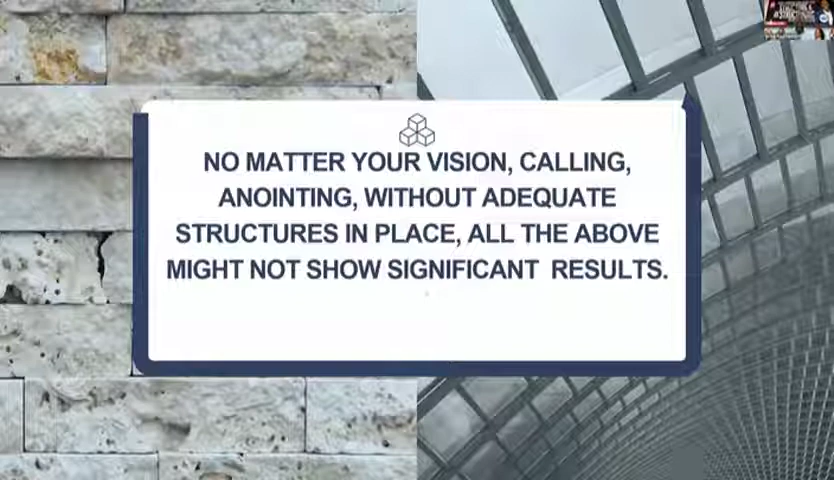 NO MATTER YOUR VISION, CALLING,
ANOINTING, WITHOUT ADEQUATE
STRUCTURES IN PLACE, ALL THE ABOVE
MIGHT NOT SHOW SIGNIFICANT RESULTS.